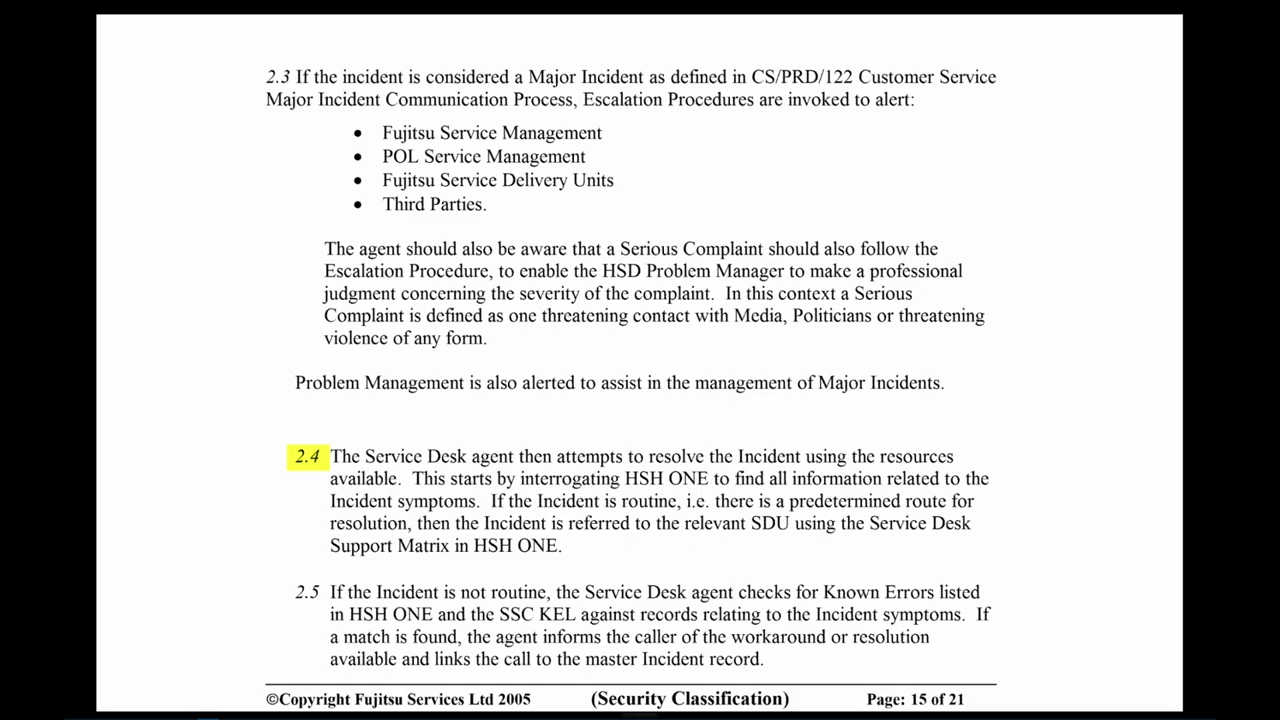 2.3 If the incident is considered a Major Incident as defined in CS/PRD/122 Customer Service
Major Incident Communication Process, Escalation Procedures are invoked to alert:
• Fujitsu Service Management
• POL Service Management
• Fujitsu Service Delivery Units
• Third Parties.
The agent should also be aware that a Serious Complaint should also follow the
Escalation Procedure, to enable the HSD Problem Manager to make a professional
judgment concerning the severity of the complaint. In this context a Serious
Complaint is defined as one threatening contact with Media, Politicians or threatening
violence of any form.
Problem Management is also alerted to assist in the management of Major Incidents.
2.4 The Service Desk agent then attempts to resolve the Incident using the resources
available. This starts by interrogating HSH ONE to find all information related to the
Incident symptoms. If the Incident is routine, i.e. there is a predetermined route for
resolution, then the Incident is referred to the relevant SDU using the Service Desk
Support Matrix in HSH ONE.
2.5 If the Incident is not routine, the Service Desk agent checks for Known Errors listed
in HSH ONE and the SSC KEL against records relating to the Incident symptoms. If
a match is found, the agent informs the caller of the workaround or resolution
available and links the call to the master Incident record.
©Copyright Fujitsu Services Ltd 2005 (Security Classification) Page: 15 of 21